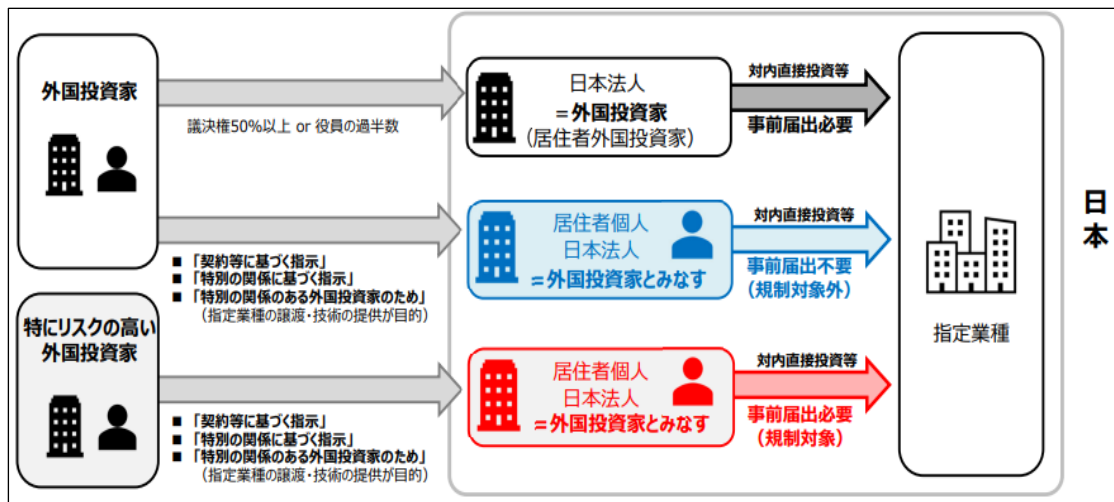 外国投資家
議決権50%以上 or 役員の過半数
日本法人
＝外国投資家
（居住者外国投資家）
対内直接投資等
事前届出必要
■ 「契約等に基づく指示」
■ 「特別の関係に基づく指示」
■ 「特別の関係のある外国投資家のため」
（指定業種の譲渡・技術の提供が目的）
居住者個人
日本法人
＝外国投資家とみなす
対内直接投資等
事前届出不要
（規制対象外）
特にリスクの高い
外国投資家
■ 「契約等に基づく指示」
■ 「特別の関係に基づく指示」
■ 「特別の関係のある外国投資家のため」
（指定業種の譲渡・技術の提供が目的）
居住者個人
日本法人
＝外国投資家とみなす
対内直接投資等
事前届出必要
（規制対象）
指定業種
日本